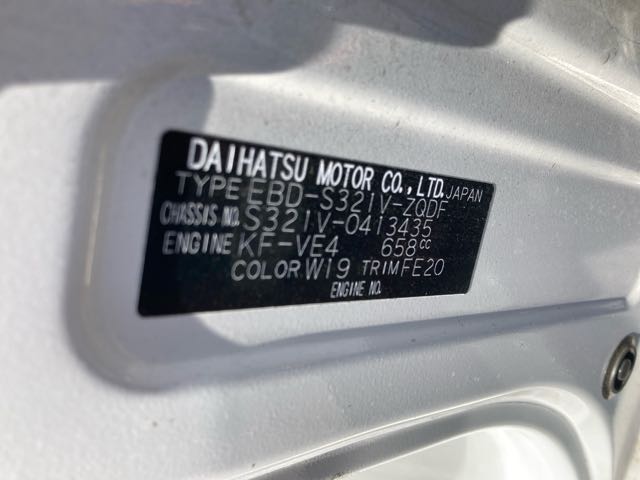 DAIHATSU MOTOR CO., LTD. JAPAN
TYPE EBD-S321V-ZQDF
CHASSIS NO. S321V-0413435
ENGINE KF-VE4 658cc
COLOR W19 TRIM FE20
ENGINE NO.